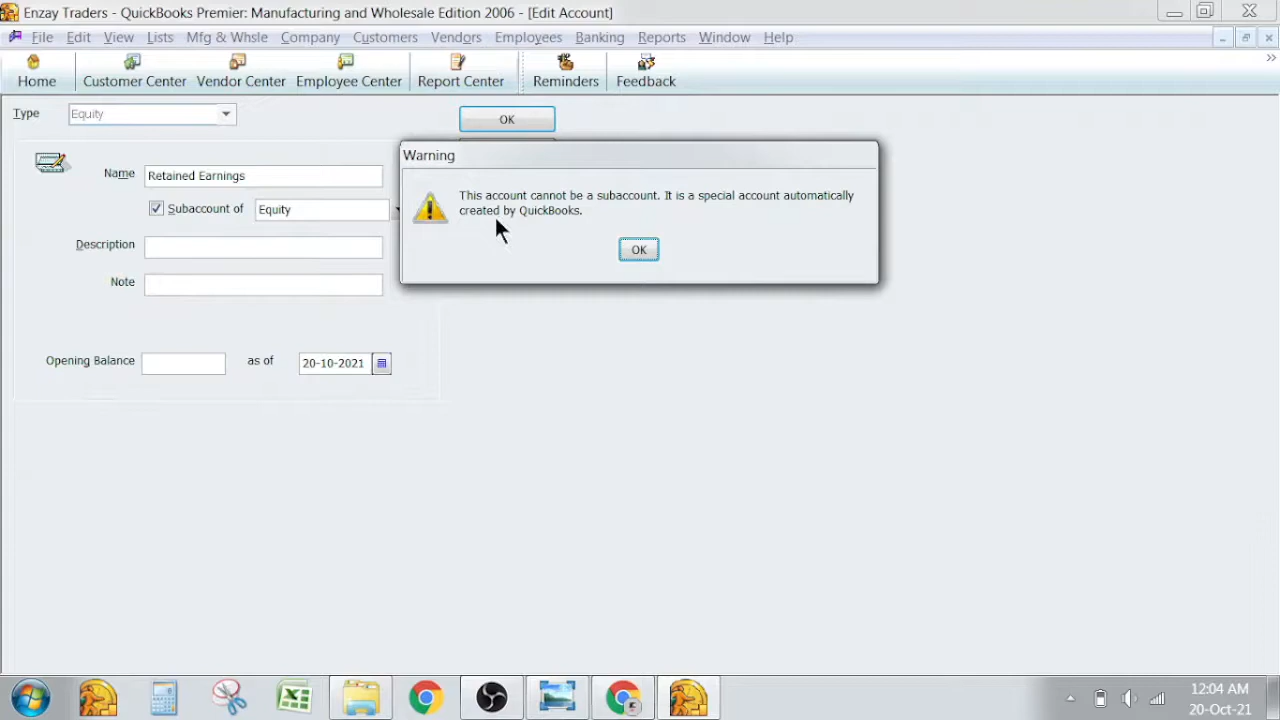 Enzay Traders - QuickBooks Premier: Manufacturing and Wholesale Edition 2006 - [Edit Account]
File Edit View Lists Mfg & Whsle Company Customers Vendors Employees Banking Reports Window Help
Home Customer Center Vendor Center Employee Center Report Center Reminders Feedback
Type Equity OK
Warning
Name Retained Earnings
This account cannot be a subaccount. It is a special account automatically
created by QuickBooks.
Subaccount of Equity
OK
Description
Note
Opening Balance as of 20-10-2021
12:04 AM
20-Oct-21